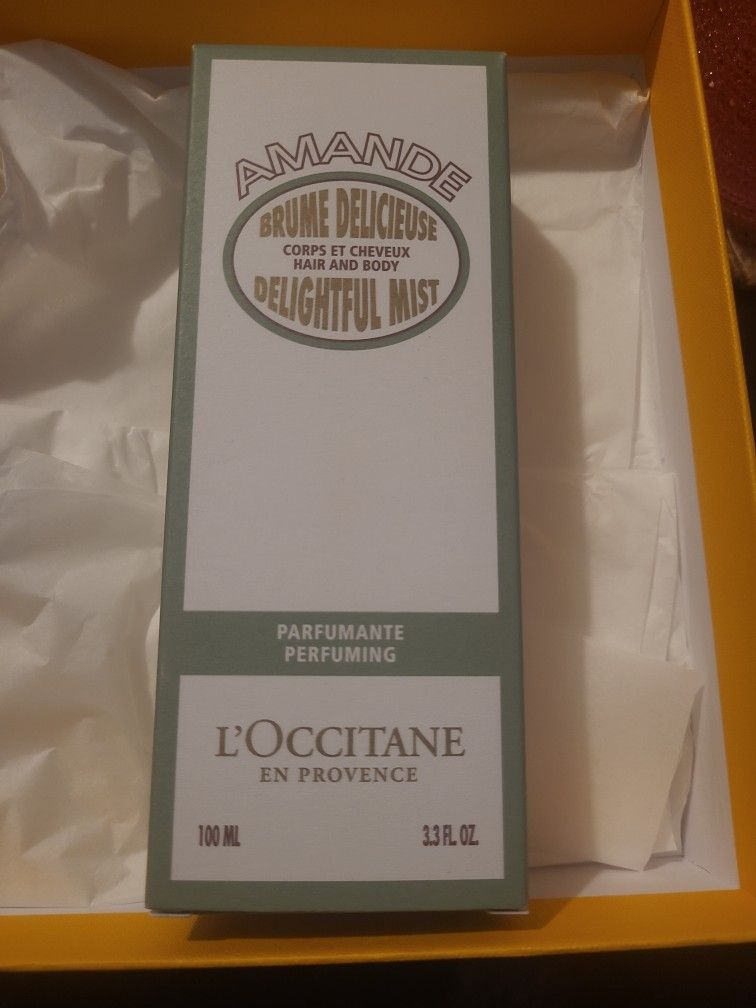 AMANDE
BRUME DELICIEUSE
CORPS ET CHEVEUX
HAIR AND BODY
DELIGHTFUL MIST
PARFUMANTE
PERFUMING
L'OCCITANE
EN PROVENCE
100 ML 3.3 FL. OZ.